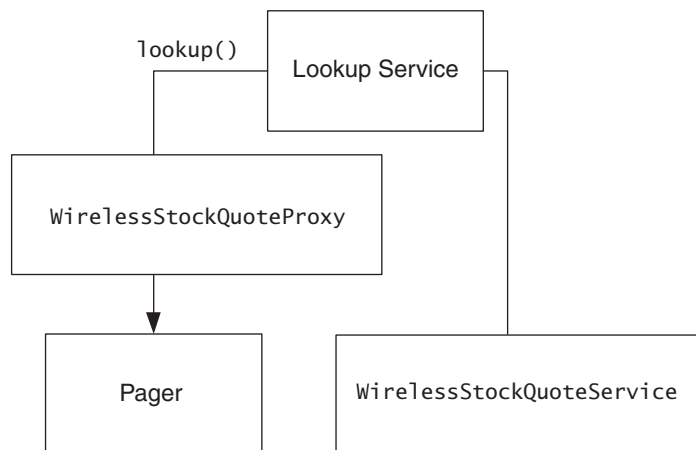 lookup()
Lookup Service
WirelessStockQuoteProxy
Pager
WirelessStockQuoteService